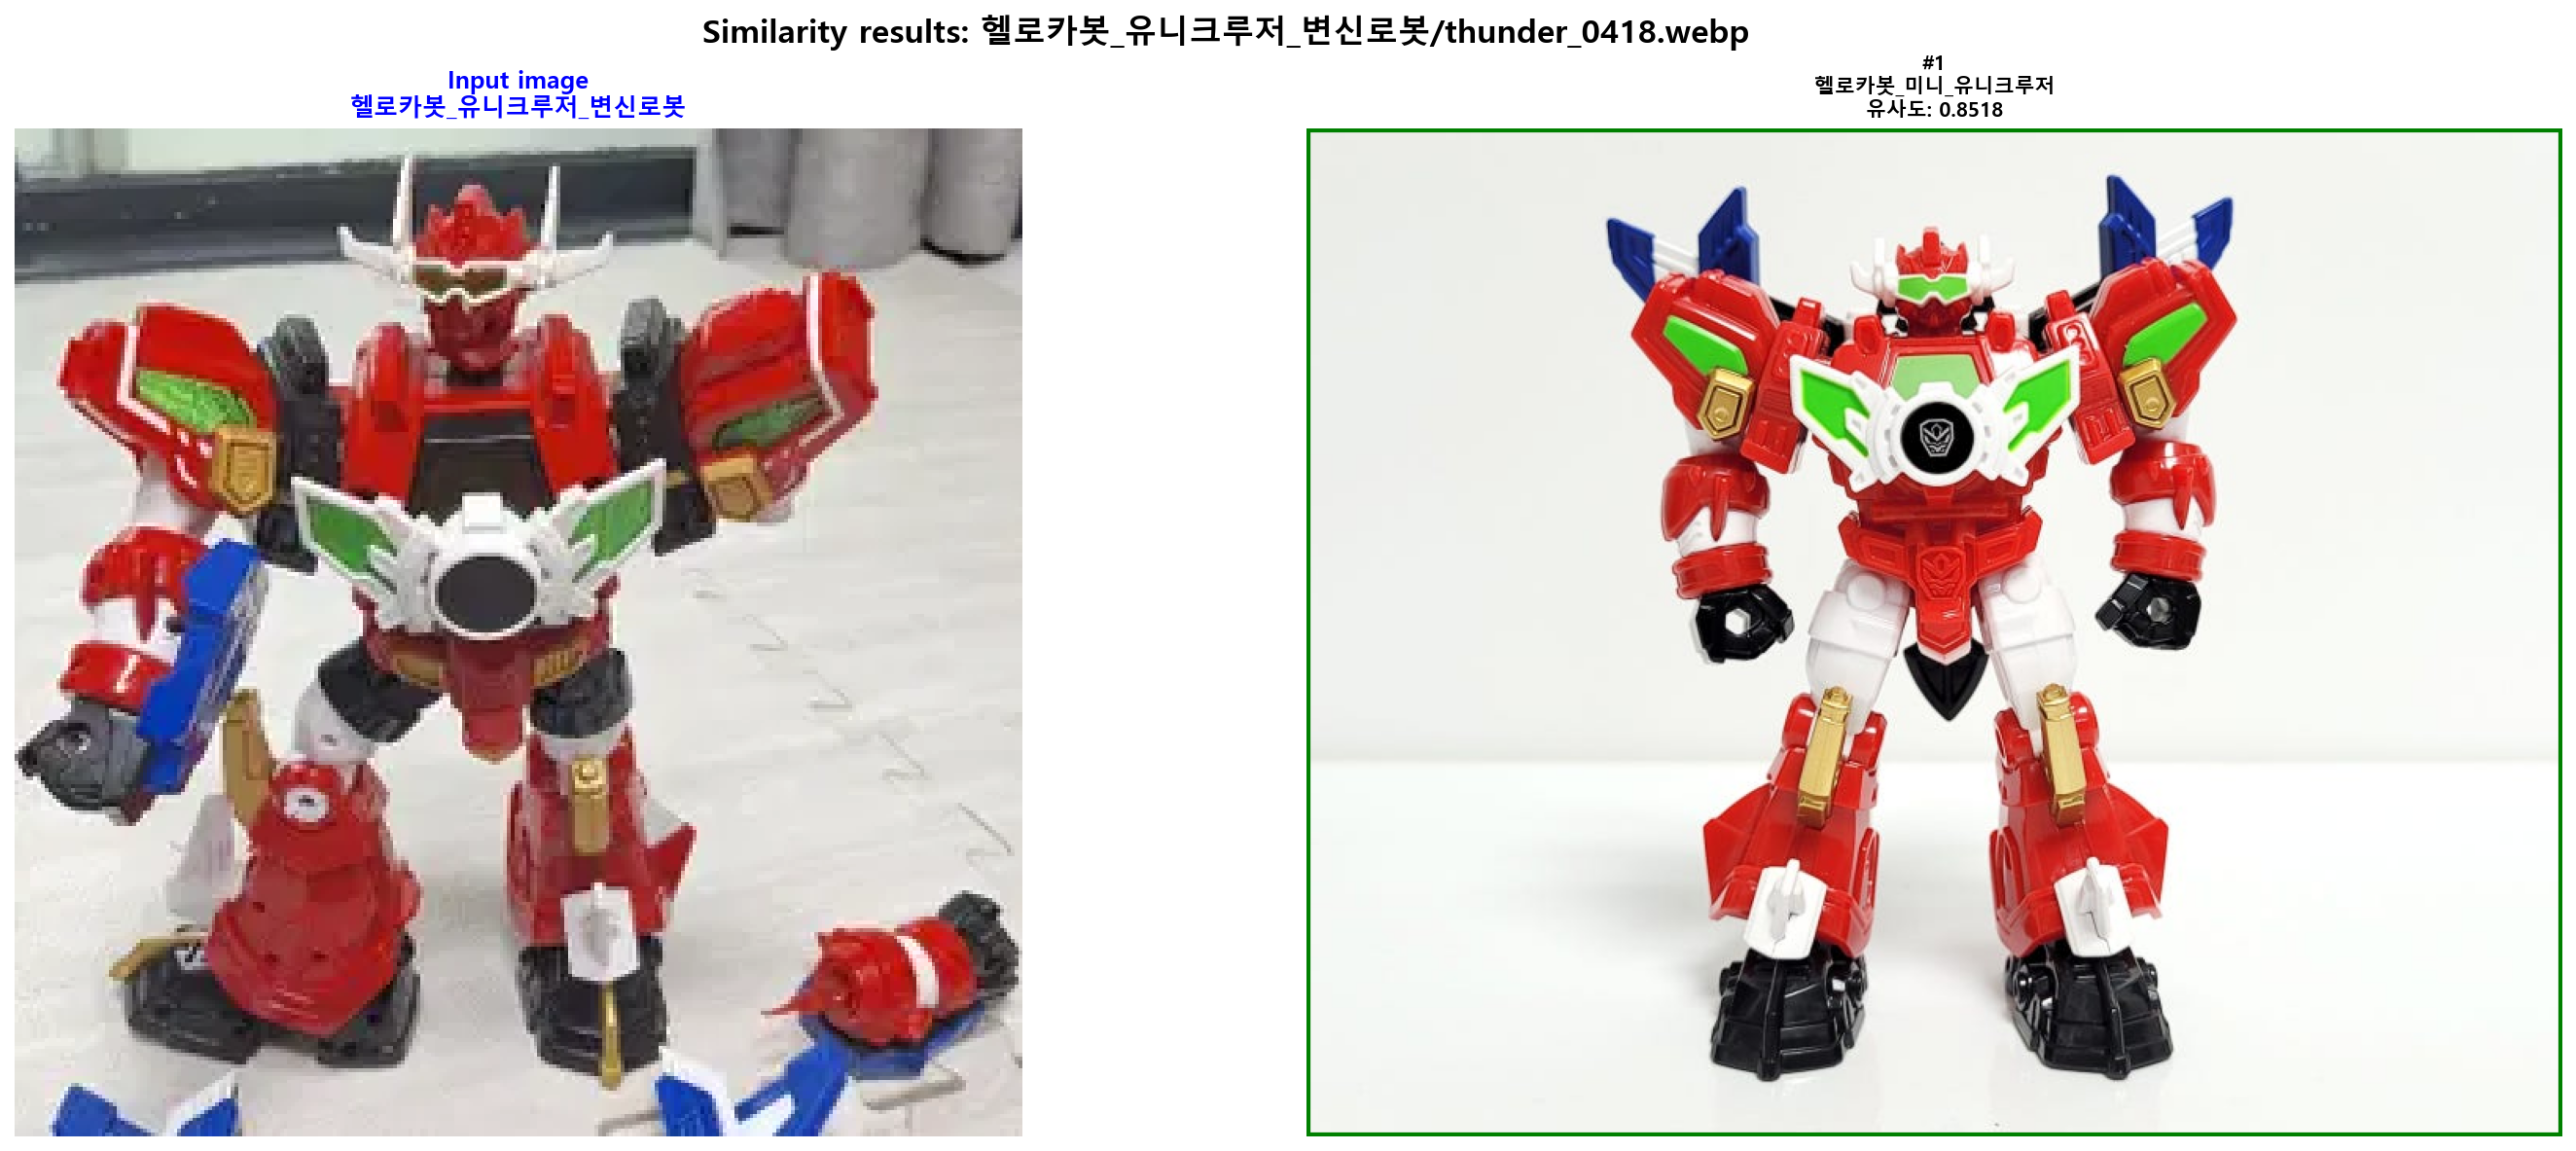 Similarity results: 헬로카봇_유니크루저_변신로봇/thunder_0418.webp
Input image
헬로카봇_유니크루저_변신로봇
#1
헬로카봇_미니_유니크루저
유사도: 0.8518